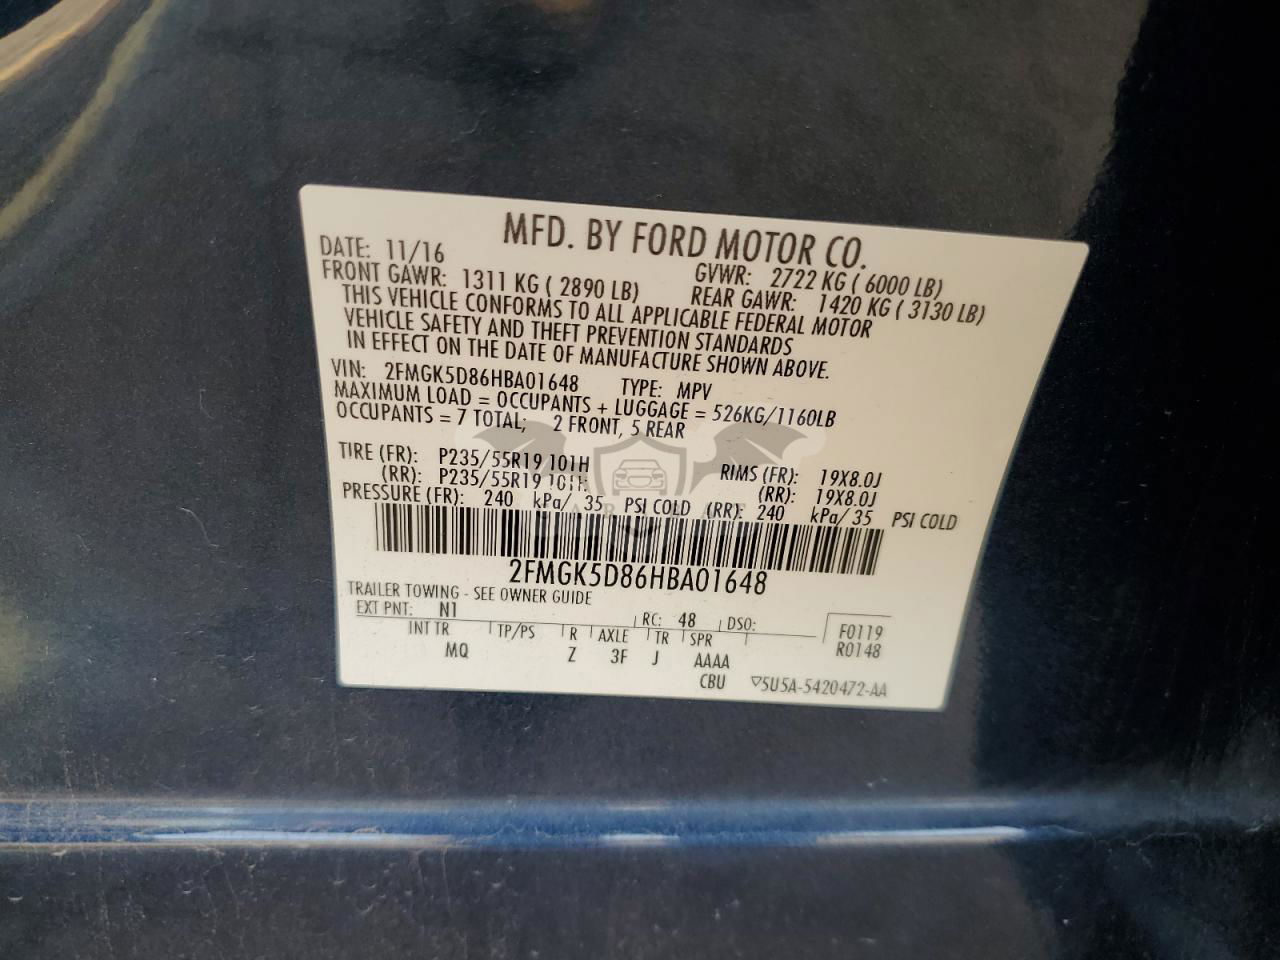 MFD. BY FORD MOTOR CO.
DATE: 11/16 GVWR: 2722 KG ( 6000 LB)
FRONT GAWR: 1311 KG ( 2890 LB) REAR GAWR: 1420 KG ( 3130 LB)
THIS VEHICLE CONFORMS TO ALL APPLICABLE FEDERAL MOTOR
VEHICLE SAFETY AND THEFT PREVENTION STANDARDS
IN EFFECT ON THE DATE OF MANUFACTURE SHOWN ABOVE.
VIN: 2FMGK5D86HBA01648 TYPE: MPV
MAXIMUM LOAD = OCCUPANTS + LUGGAGE = 526KG/1160LB
OCCUPANTS = 7 TOTAL; 2 FRONT, 5 REAR
TIRE (FR): P235/55R19 101H RIMS (FR): 19X8.0J
(RR): P235/55R19 101H (RR): 19X8.0J
PRESSURE (FR): 240 kPa/ 35 PSI COLD (RR): 240 kPa/ 35 PSI COLD
2FMGK5D86HBA01648
TRAILER TOWING - SEE OWNER GUIDE
EXT PNT: N1 RC: 48 DSO: F0119
INT TR TP/PS R AXLE TR SPR R0148
MQ Z 3F J AAAA
CBU ▽5U5A-5420472-AA